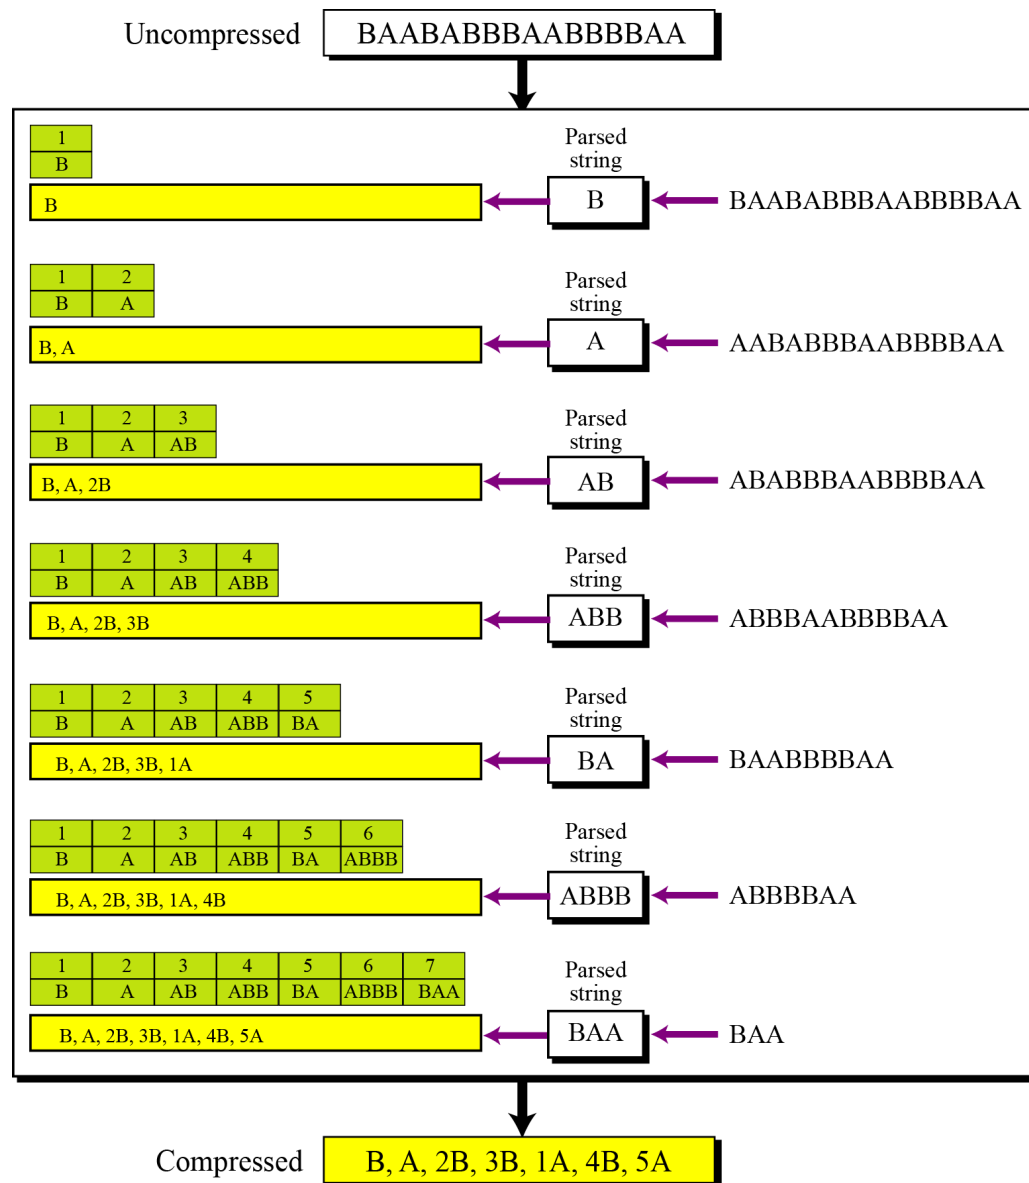 Uncompressed BAABABBBAABBBBAA
1
B
Parsed
string
B B BAABABBBAABBBBAA
1 2
B A
Parsed
string
B, A A AABABBBAABBBBAA
1 2 3
B A AB
Parsed
string
B, A, 2B AB ABABBBAABBBBAA
1 2 3 4
B A AB ABB
Parsed
string
B, A, 2B, 3B ABB ABBBAABBBBAA
1 2 3 4 5
B A AB ABB BA
Parsed
string
B, A, 2B, 3B, 1A BA BAABBBBAA
1 2 3 4 5 6
B A AB ABB BA ABBB
Parsed
string
B, A, 2B, 3B, 1A, 4B ABBB ABBBBAA
1 2 3 4 5 6 7
B A AB ABB BA ABBB BAA
Parsed
string
B, A, 2B, 3B, 1A, 4B, 5A BAA BAA
Compressed B, A, 2B, 3B, 1A, 4B, 5A